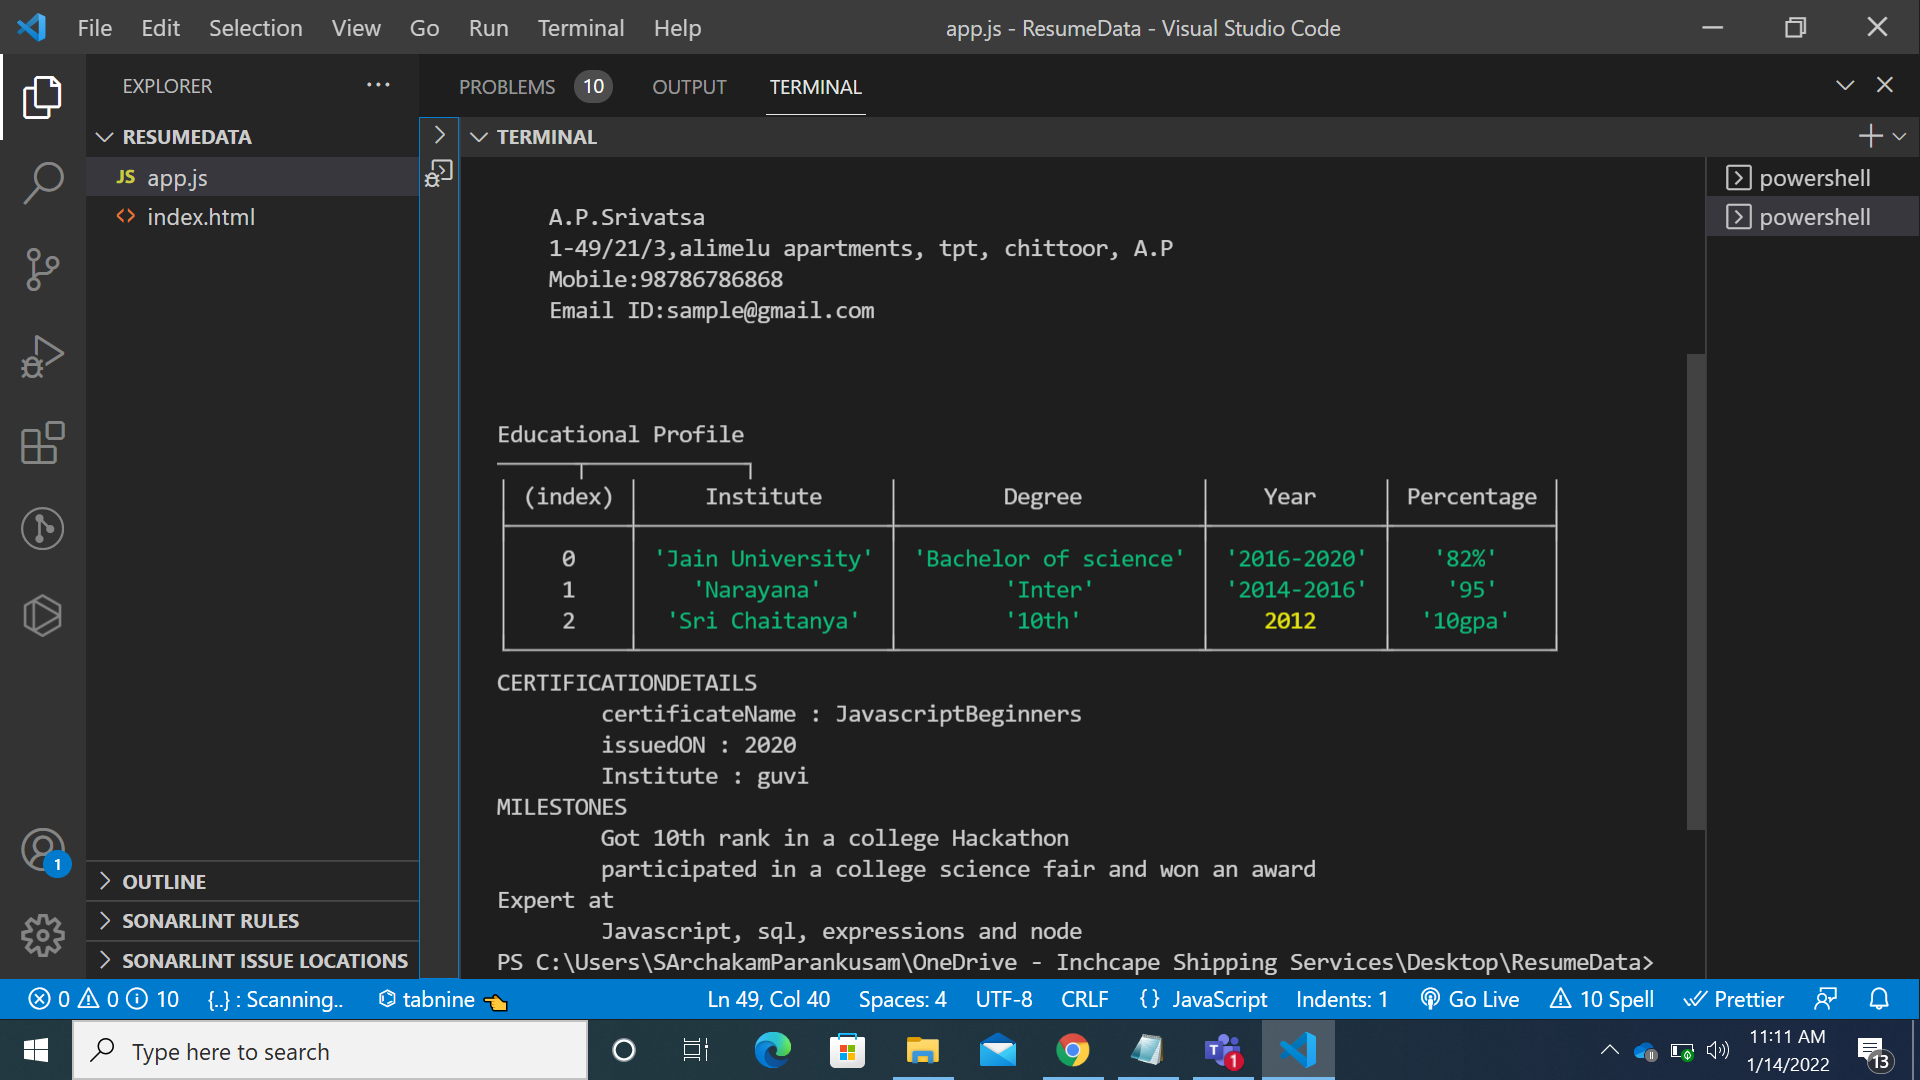 File Edit Selection View Go Run Terminal Help
app.js - ResumeData - Visual Studio Code
EXPLORER
RESUMEDATA
JS app.js
<> index.html
OUTLINE
SONARLINT RULES
SONARLINT ISSUE LOCATIONS
PROBLEMS 10 OUTPUT TERMINAL
TERMINAL
powershell
powershell
A.P.Srivatsa
1-49/21/3,alimelu apartments, tpt, chittoor, A.P
Mobile:98786786868
Email ID:sample@gmail.com
Educational Profile
(index) Institute Degree Year Percentage
0 'Jain University' 'Bachelor of science' '2016-2020' '82%'
1 'Narayana' 'Inter' '2014-2016' '95'
2 'Sri Chaitanya' '10th' 2012 '10gpa'
CERTIFICATIONDETAILS
certificateName : JavascriptBeginners
issuedON : 2020
Institute : guvi
MILESTONES
Got 10th rank in a college Hackathon
participated in a college science fair and won an award
Expert at
Javascript, sql, expressions and node
PS C:\Users\SArchakamParankusam\OneDrive - Inchcape Shipping Services\Desktop\ResumeData>
1
0 0 10 {..} : Scanning.. tabnine Ln 49, Col 40 Spaces: 4 UTF-8 CRLF {} JavaScript Indents: 1 Go Live 10 Spell Prettier
Type here to search
T 1
11:11 AM
1/14/2022
13